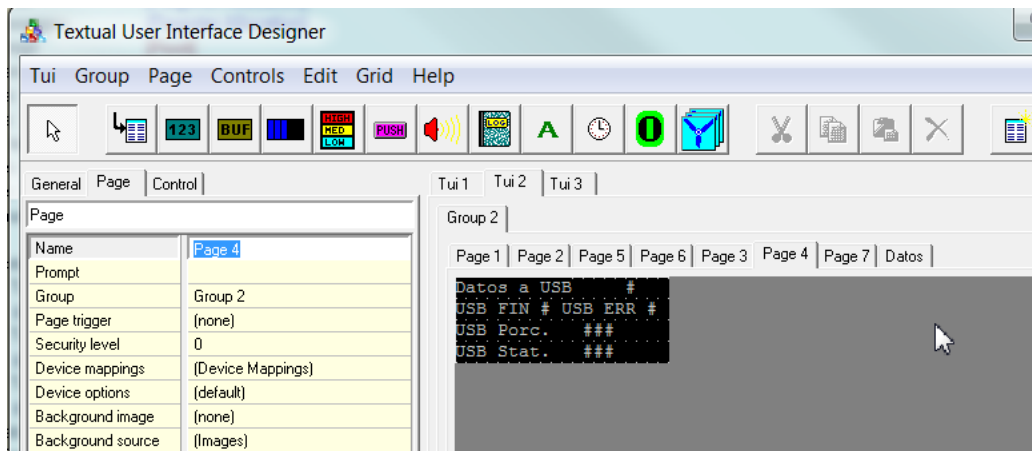 Textual User Interface Designer
Tui Group Page Controls Edit Grid Help
123 BUF HIGH MED LOW PUSH LOG A 0
General Page Control
Page
Name Page 4
Prompt
Group Group 2
Page trigger (none)
Security level 0
Device mappings (Device Mappings)
Device options (default)
Background image (none)
Background source (Images)
Tui 1 Tui 2 Tui 3
Group 2
Page 1 Page 2 Page 5 Page 6 Page 3 Page 4 Page 7 Datos
Datos a USB #
USB FIN # USB ERR #
USB Porc. ###
USB Stat. ###